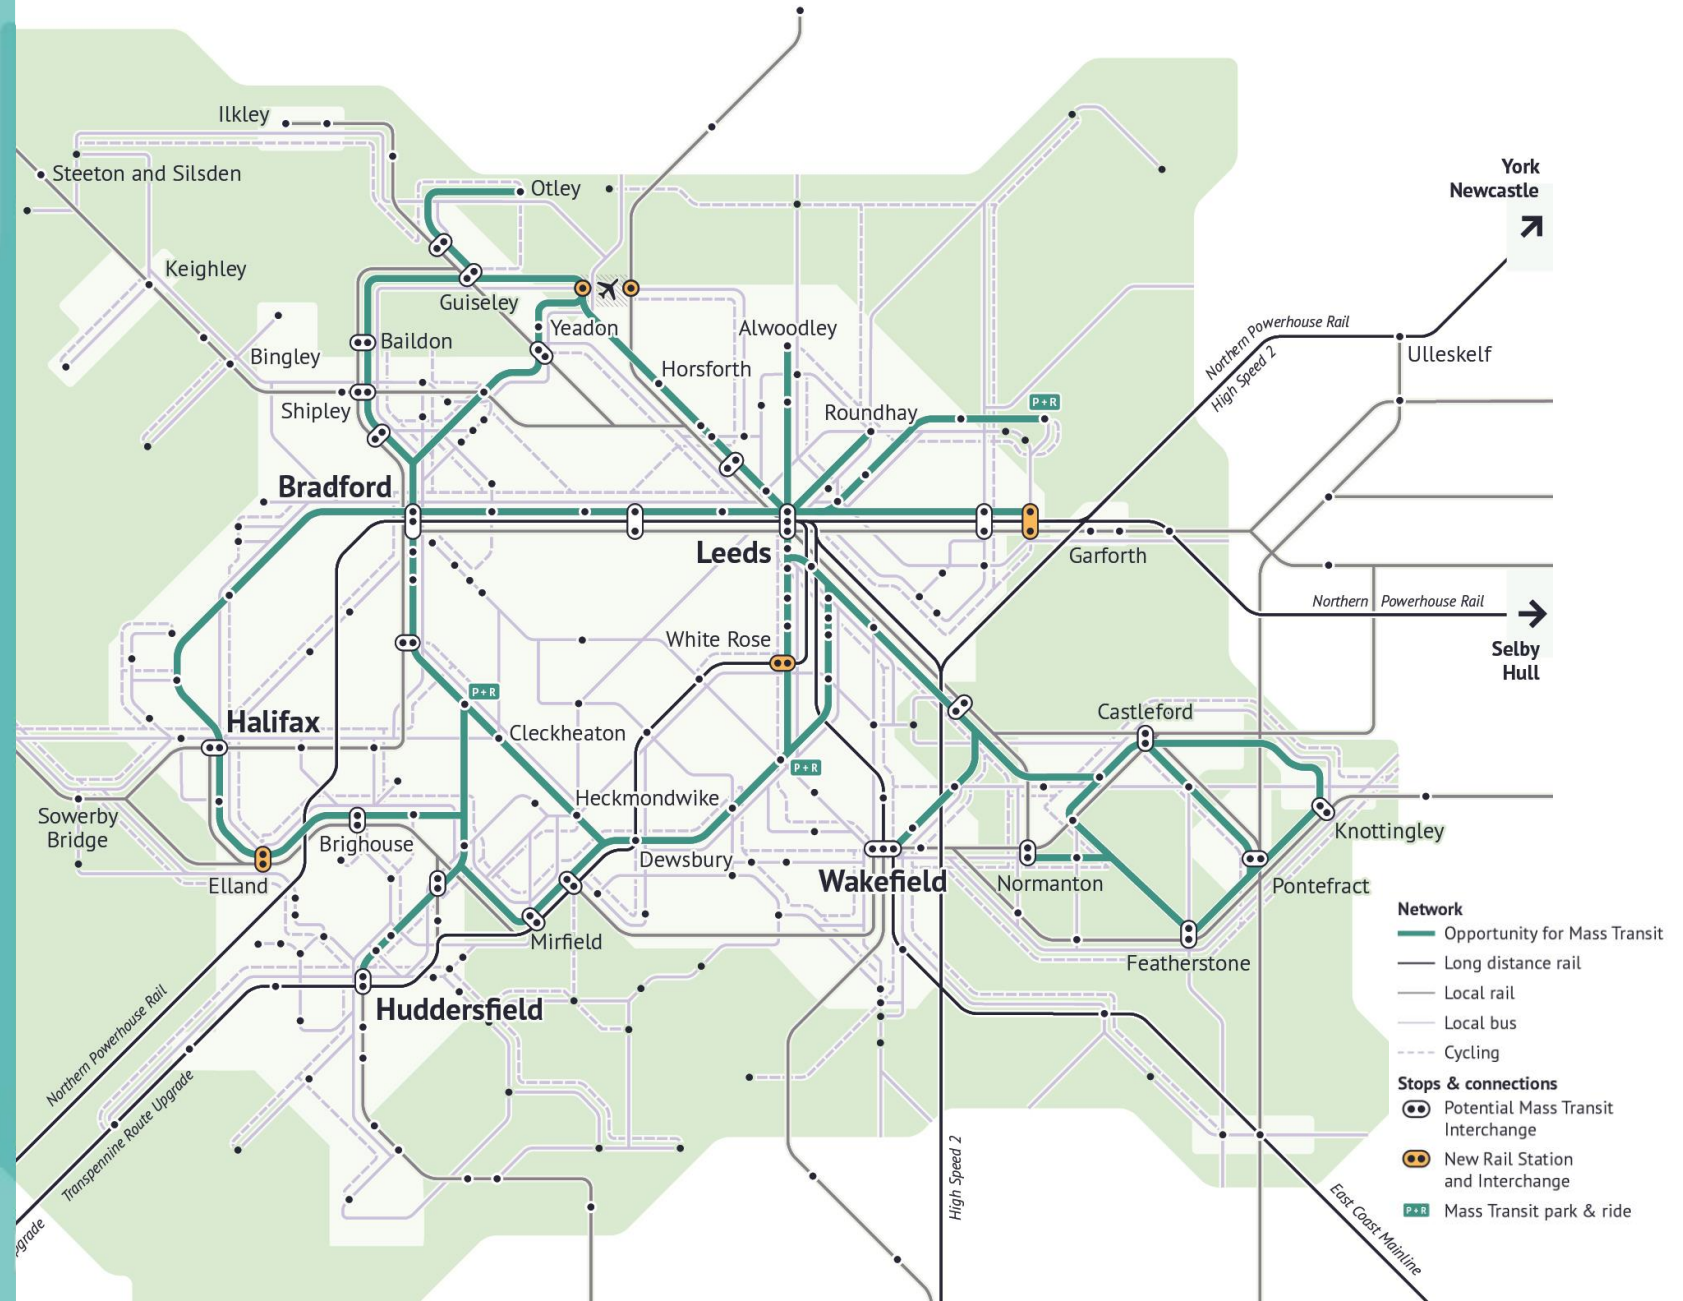 Ilkley
Steeton and Silsden
Otley
York
Newcastle
Keighley
Guiseley
Yeadon
Alwoodley
Northern Powerhouse Rail
High Speed 2
Ulleskelf
Baildon
Bingley
Horsforth
Shipley
Roundhay
P+R
Bradford
Leeds
Garforth
Northern Powerhouse Rail
Selby
Hull
White Rose
P+R
Halifax
Cleckheaton
Castleford
P+R
Sowerby
Bridge
Heckmondwike
Brighouse
Knottingley
Elland
Dewsbury
Wakefield
Normanton
Pontefract
Mirfield
Featherstone
Huddersfield
Northern Powerhouse Rail
Transpennine Route Upgrade
pgrade
High Speed 2
East Coast Mainline
Network
Opportunity for Mass Transit
Long distance rail
Local rail
Local bus
Cycling
Stops & connections
Potential Mass Transit
Interchange
New Rail Station
and Interchange
P+R Mass Transit park & ride